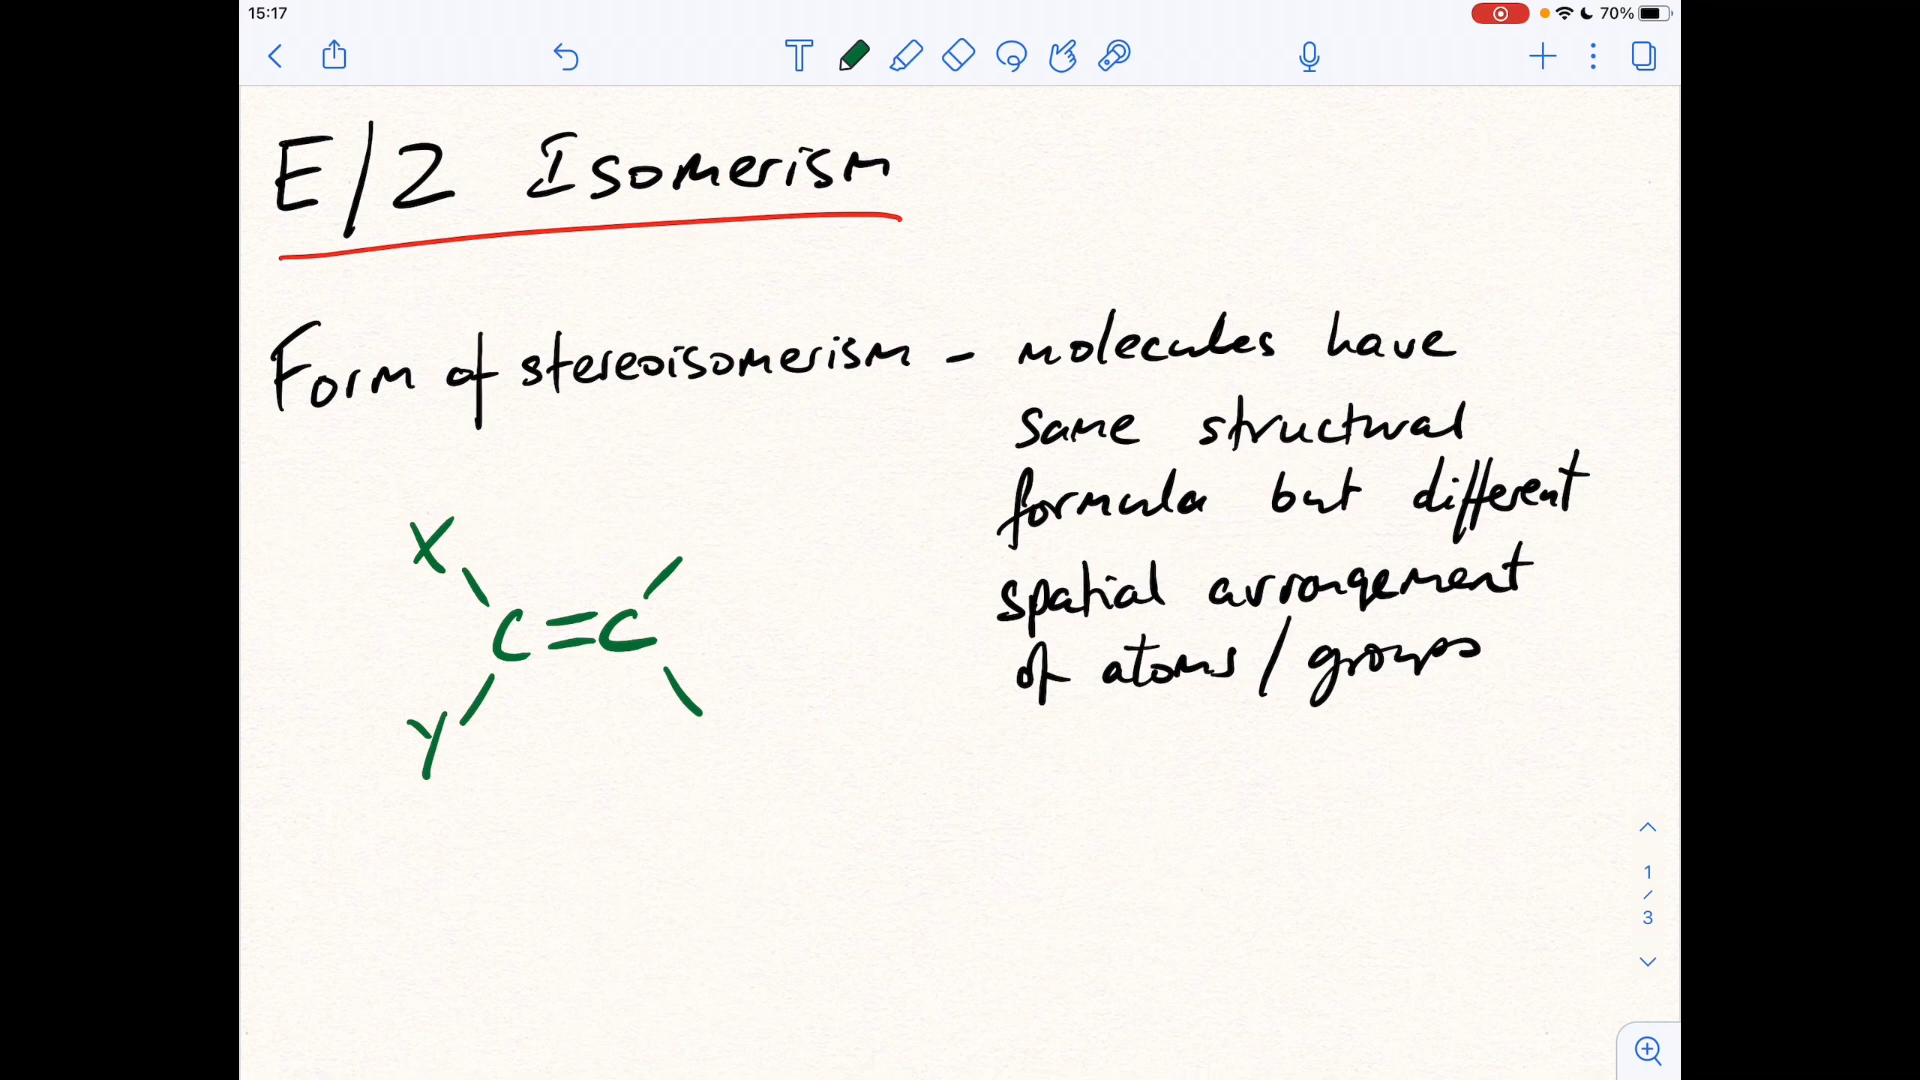 15:17
70%
T
E/Z Isomerism
Form of stereoisomerism - molecules have
same structural
formula but different
spatial arrangement
of atoms / groups
X
C=C
Y
1
/
3